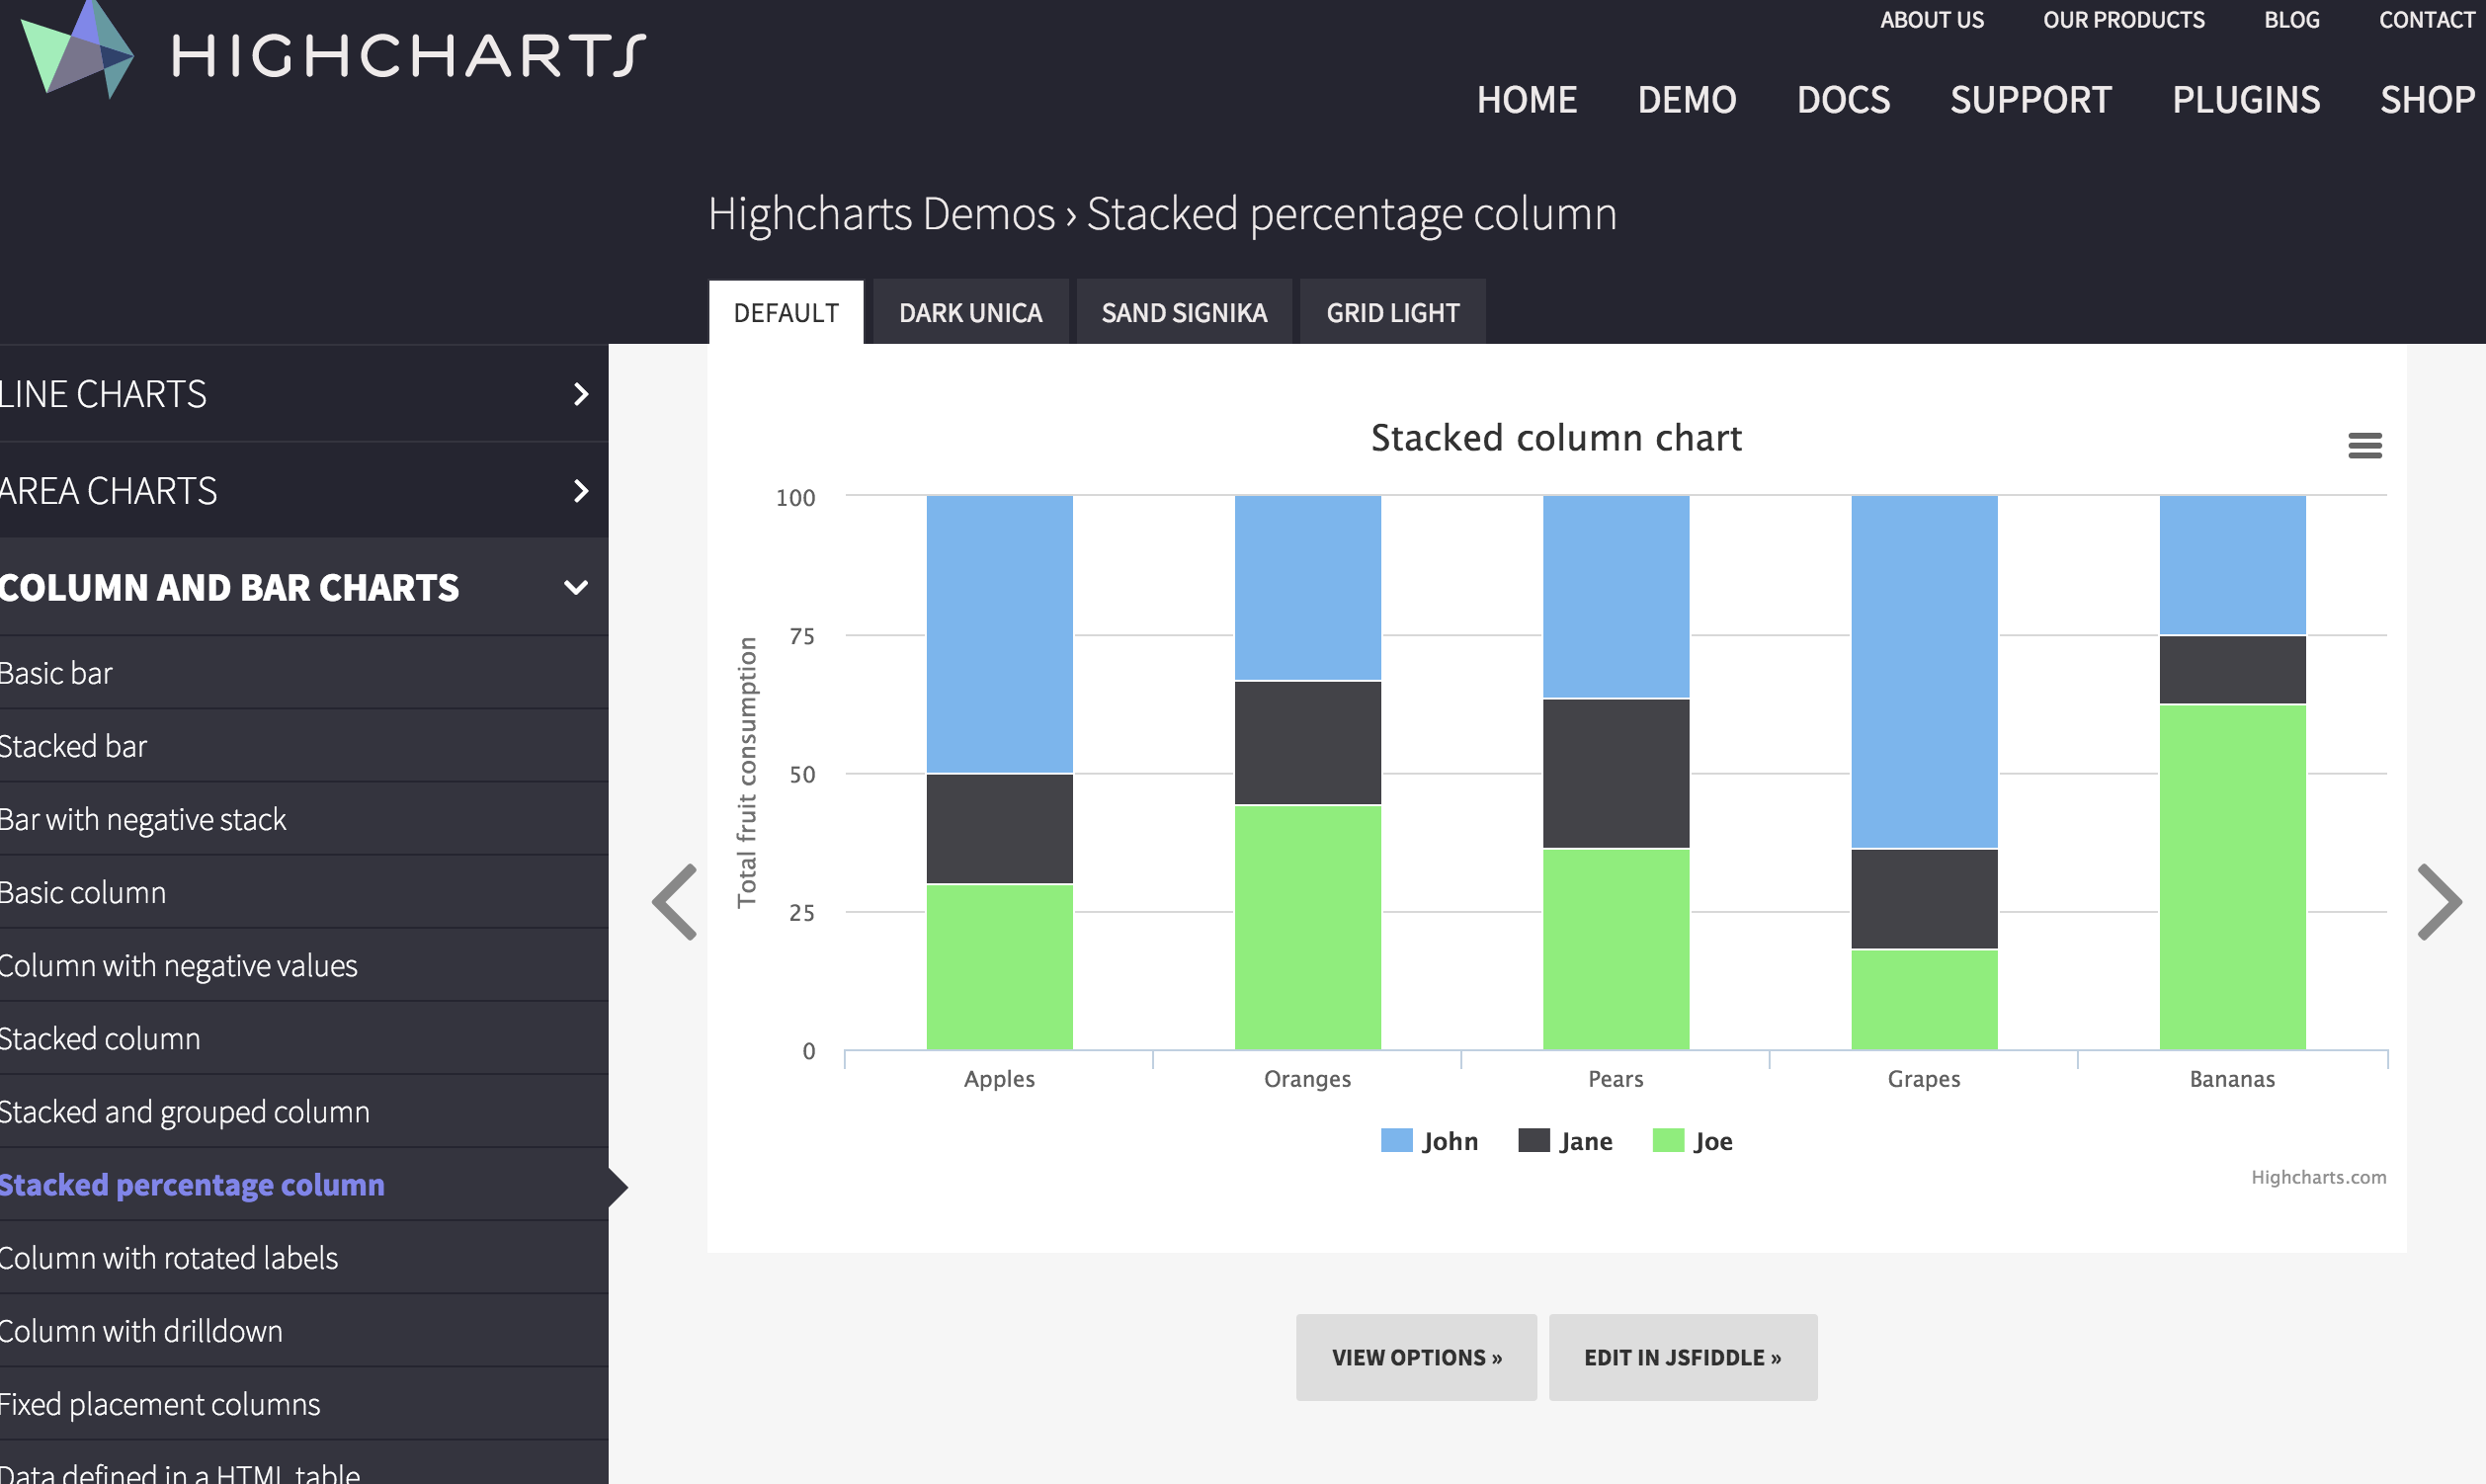 HIGHCHARTS
ABOUT US OUR PRODUCTS BLOG CONTACT
HOME DEMO DOCS SUPPORT PLUGINS SHOP
Highcharts Demos › Stacked percentage column
DEFAULT DARK UNICA SAND SIGNIKA GRID LIGHT
LINE CHARTS
AREA CHARTS
COLUMN AND BAR CHARTS
Basic bar
Stacked bar
Bar with negative stack
Basic column
Column with negative values
Stacked column
Stacked and grouped column
Stacked percentage column
Column with rotated labels
Column with drilldown
Fixed placement columns
Data defined in a HTML table
Stacked column chart
Total fruit consumption
100
75
50
25
0
Apples Oranges Pears Grapes Bananas
John Jane Joe
Highcharts.com
VIEW OPTIONS » EDIT IN JSFIDDLE »